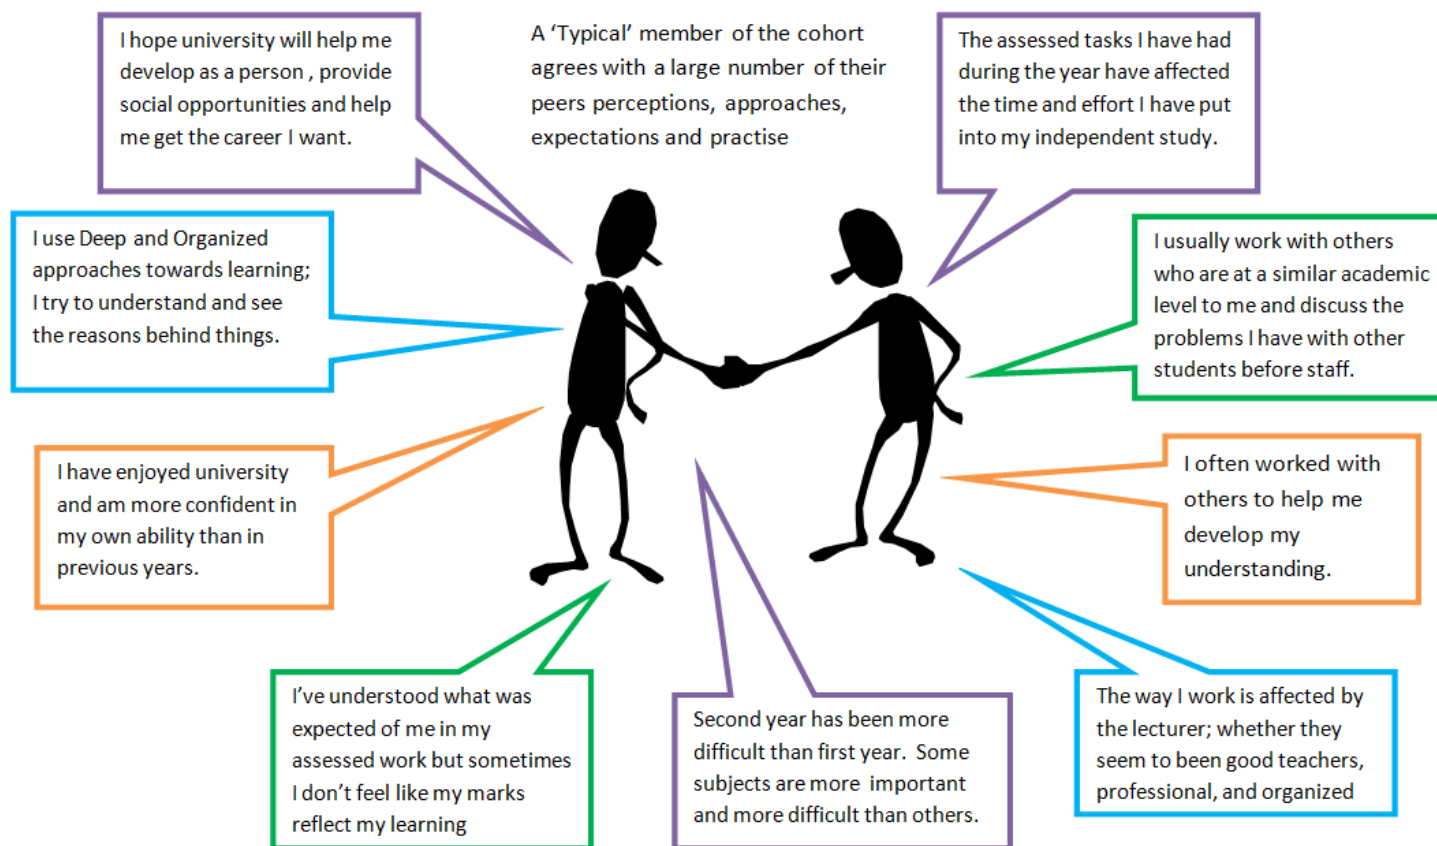 I hope university will help me
develop as a person , provide
social opportunities and help
me get the career I want.
A ‘Typical’ member of the cohort
agrees with a large number of their
peers perceptions, approaches,
expectations and practise
The assessed tasks I have had
during the year have affected
the time and effort I have put
into my independent study.
I use Deep and Organized
approaches towards learning;
I try to understand and see
the reasons behind things.
I usually work with others
who are at a similar academic
level to me and discuss the
problems I have with other
students before staff.
I have enjoyed university
and am more confident in
my own ability than in
previous years.
I often worked with
others to help me
develop my
understanding.
I’ve understood what was
expected of me in my
assessed work but sometimes
I don’t feel like my marks
reflect my learning
Second year has been more
difficult than first year. Some
subjects are more important
and more difficult than others.
The way I work is affected by
the lecturer; whether they
seem to been good teachers,
professional, and organized